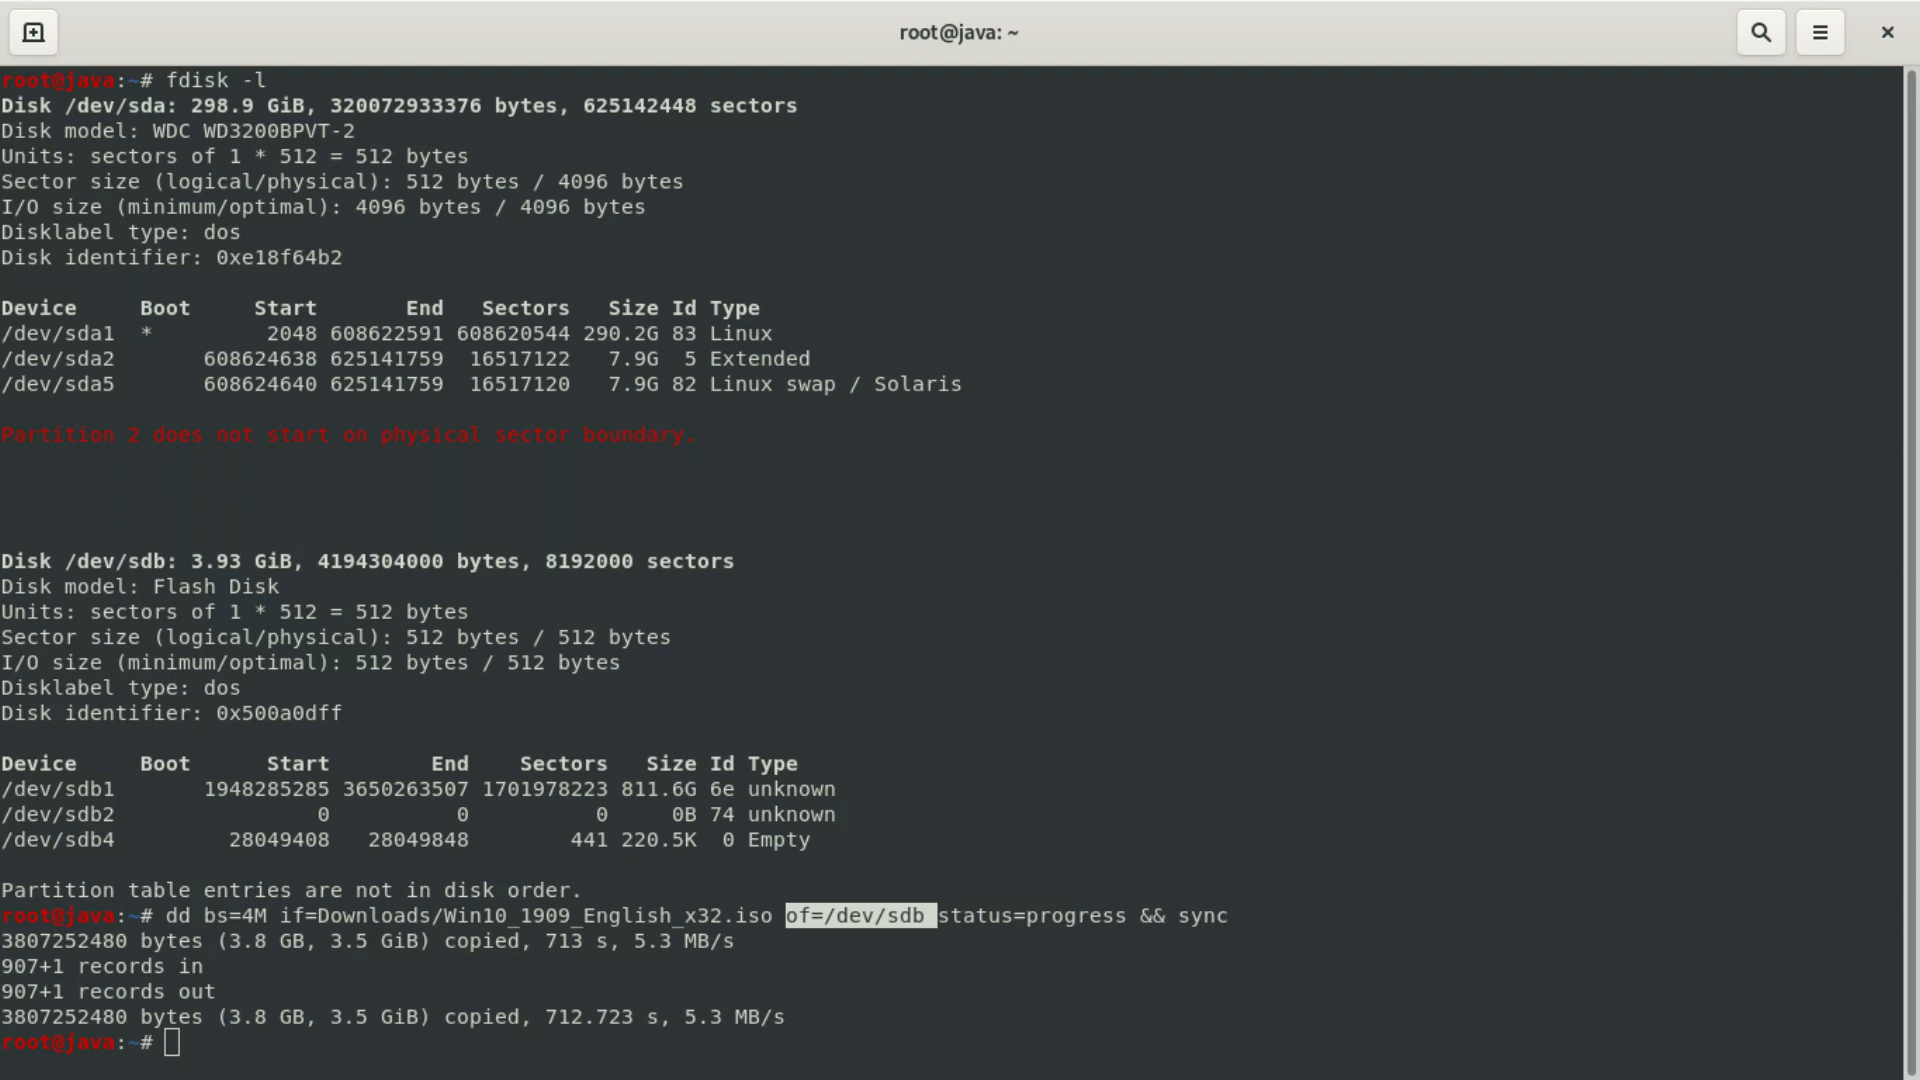 root@java: ~
root@java:~# fdisk -l
Disk /dev/sda: 298.9 GiB, 320072933376 bytes, 625142448 sectors
Disk model: WDC WD3200BPVT-2
Units: sectors of 1 * 512 = 512 bytes
Sector size (logical/physical): 512 bytes / 4096 bytes
I/O size (minimum/optimal): 4096 bytes / 4096 bytes
Disklabel type: dos
Disk identifier: 0xe18f64b2
Device     Boot     Start       End   Sectors   Size Id Type
/dev/sda1  *         2048 608622591 608620544 290.2G 83 Linux
/dev/sda2       608624638 625141759  16517122   7.9G  5 Extended
/dev/sda5       608624640 625141759  16517120   7.9G 82 Linux swap / Solaris
Partition 2 does not start on physical sector boundary.
Disk /dev/sdb: 3.93 GiB, 4194304000 bytes, 8192000 sectors
Disk model: Flash Disk
Units: sectors of 1 * 512 = 512 bytes
Sector size (logical/physical): 512 bytes / 512 bytes
I/O size (minimum/optimal): 512 bytes / 512 bytes
Disklabel type: dos
Disk identifier: 0x500a0dff
Device     Boot      Start        End    Sectors   Size Id Type
/dev/sdb1       1948285285 3650263507 1701978223 811.6G 6e unknown
/dev/sdb2                0          0          0     0B 74 unknown
/dev/sdb4         28049408   28049848        441 220.5K  0 Empty
Partition table entries are not in disk order.
root@java:~# dd bs=4M if=Downloads/Win10_1909_English_x32.iso of=/dev/sdb status=progress && sync
3807252480 bytes (3.8 GB, 3.5 GiB) copied, 713 s, 5.3 MB/s
907+1 records in
907+1 records out
3807252480 bytes (3.8 GB, 3.5 GiB) copied, 712.723 s, 5.3 MB/s
root@java:~#